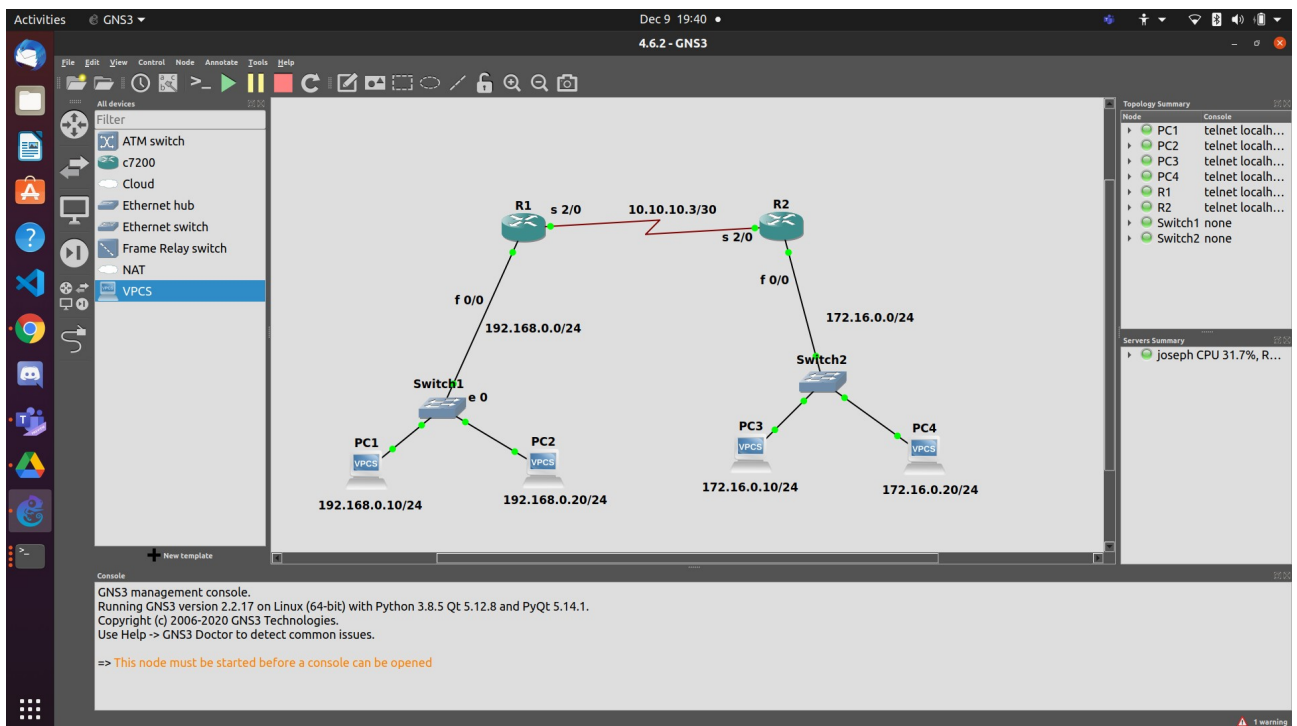 Activities GNS3 Dec 9 19:40
4.6.2 - GNS3
File Edit View Control Node Annotate Tools Help
All devices
Filter
ATM switch
c7200
Cloud
Ethernet hub
Ethernet switch
Frame Relay switch
NAT
VPCS
New template
R1 s 2/0 10.10.10.3/30 R2
s 2/0
f 0/0
f 0/0
192.168.0.0/24
172.16.0.0/24
Switch1
e 0
Switch2
PC1
VPCS
192.168.0.10/24
PC2
VPCS
192.168.0.20/24
PC3
VPCS
172.16.0.10/24
PC4
VPCS
172.16.0.20/24
Topology Summary
Node Console
PC1 telnet localh...
PC2 telnet localh...
PC3 telnet localh...
PC4 telnet localh...
R1 telnet localh...
R2 telnet localh...
Switch1 none
Switch2 none
Servers Summary
joseph CPU 31.7%, R...
Console
GNS3 management console.
Running GNS3 version 2.2.17 on Linux (64-bit) with Python 3.8.5 Qt 5.12.8 and PyQt 5.14.1.
Copyright (c) 2006-2020 GNS3 Technologies.
Use Help -> GNS3 Doctor to detect common issues.
=> This node must be started before a console can be opened
1 warning